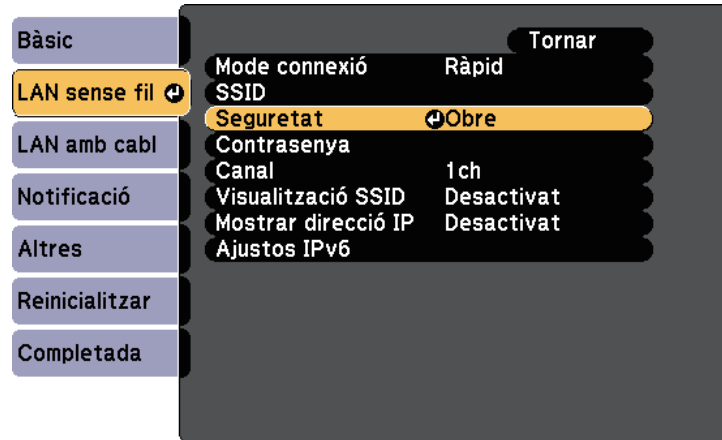 Bàsic
LAN sense fil
LAN amb cabl
Notificació
Altres
Reinicialitzar
Completada
Tornar
Mode connexió Ràpid
SSID
Seguretat Obre
Contrasenya
Canal 1ch
Visualització SSID Desactivat
Mostrar direcció IP Desactivat
Ajustos IPv6